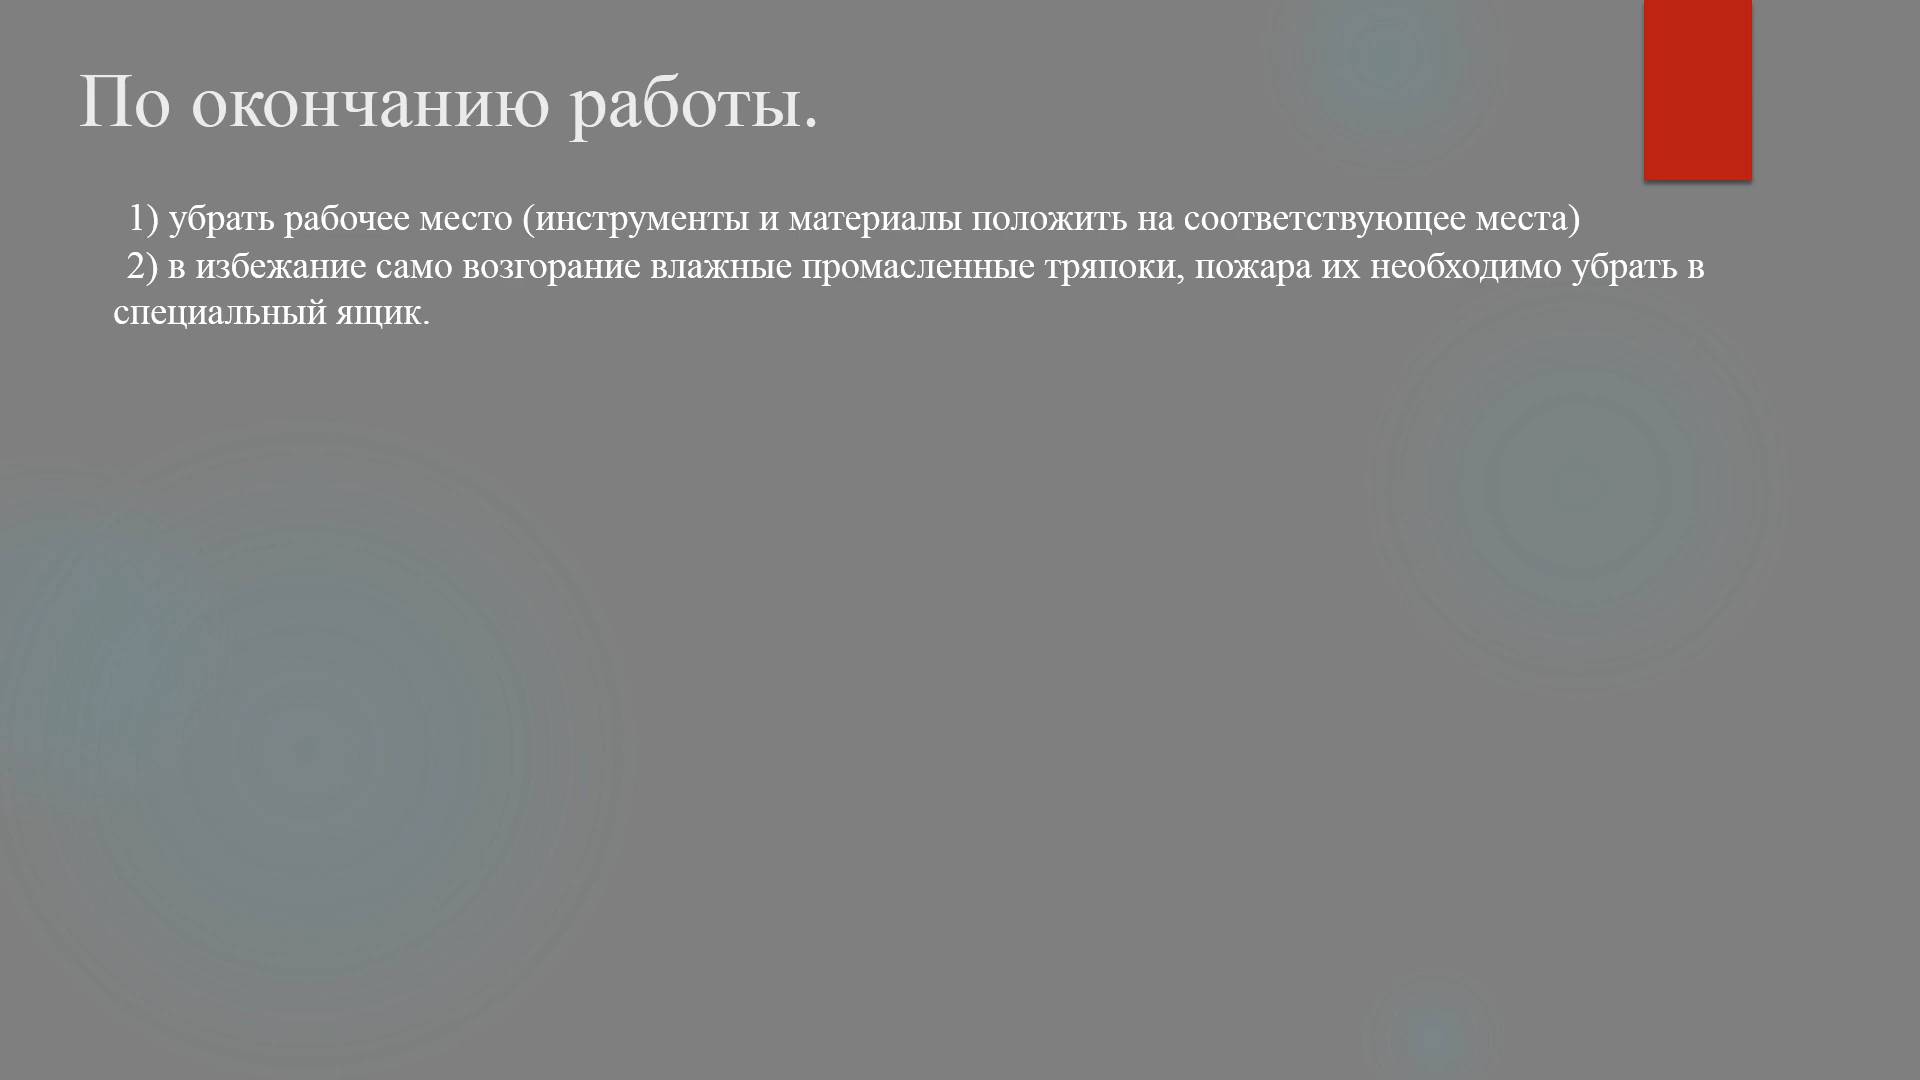 По окончанию работы.
1) убрать рабочее место (инструменты и материалы положить на соответствующее места)
2) в избежание само возгорание влажные промасленные тряпоки, пожара их необходимо убрать в
специальный ящик.